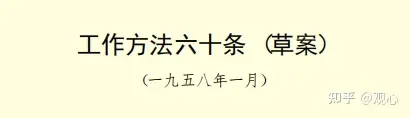 工作方法六十条（草案）
（一九五八年一月）
知乎 @观心